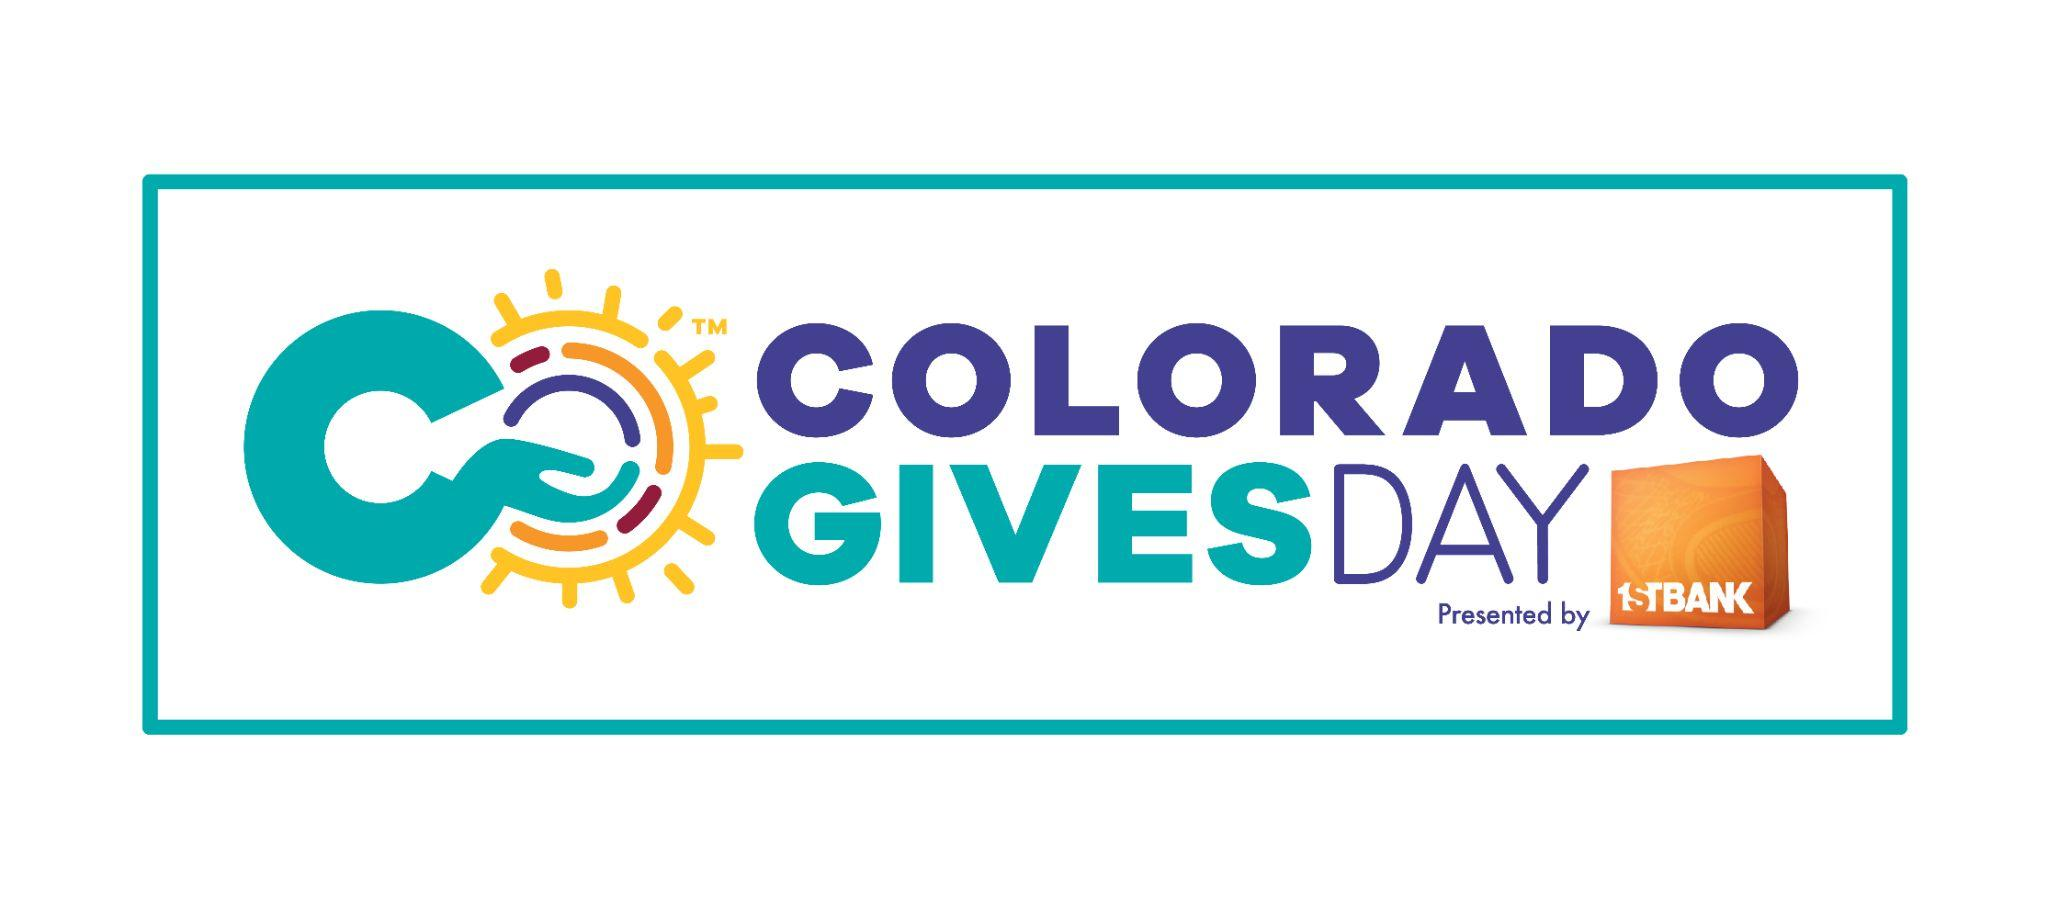 ™
COLORADO
GIVESDAY
Presented by
1STBANK